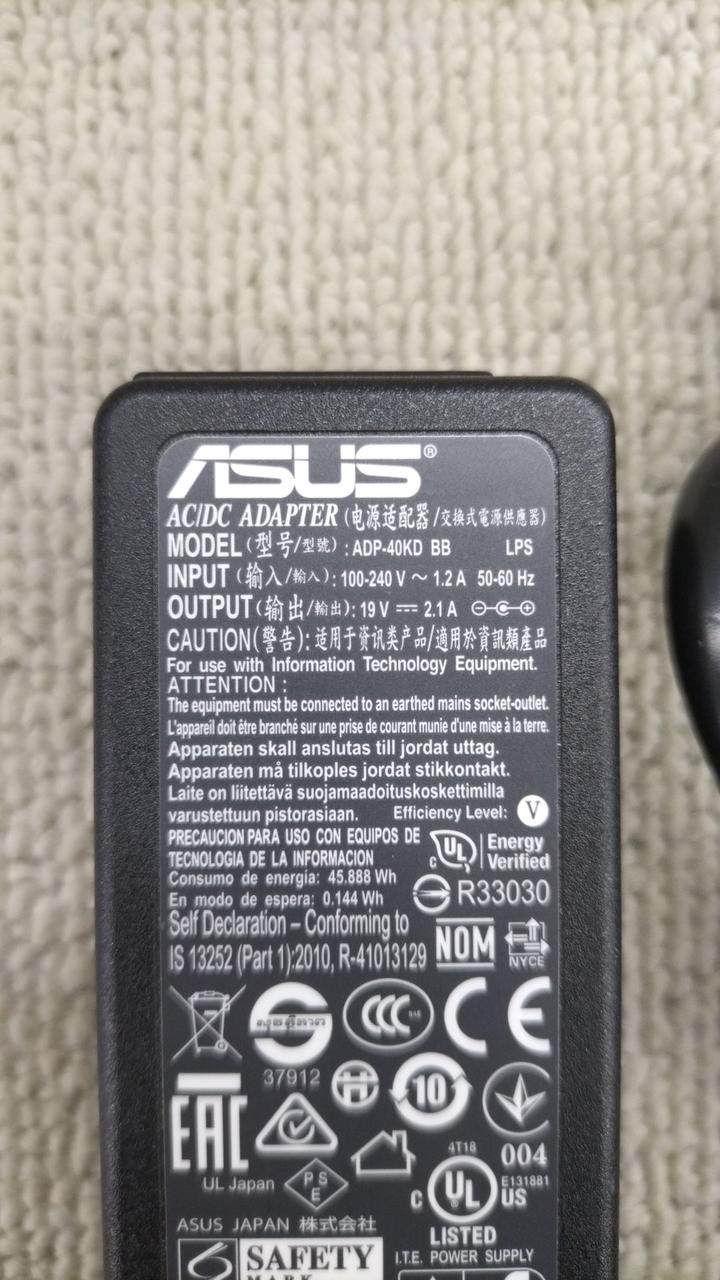 ASUS®
AC/DC ADAPTER (电源适配器/交換式電源供應器)
MODEL (型号/型號) : ADP-40KD BB LPS
INPUT (输入/輸入): 100-240 V ~ 1.2 A 50-60 Hz
OUTPUT (输出/輸出): 19 V ⎓ 2.1 A
CAUTION(警告): 适用于资讯类产品/適用於資訊類產品
For use with Information Technology Equipment.
ATTENTION :
The equipment must be connected to an earthed mains socket-outlet.
L'appareil doit être branché sur une prise de courant munie d'une mise à la terre.
Apparaten skall anslutas till jordat uttag.
Apparaten må tilkoples jordat stikkontakt.
Laite on liitettävä suojamaadoituskoskettimilla
varustettuun pistorasiaan. Efficiency Level: V
PRECAUCION PARA USO CON EQUIPOS DE
TECNOLOGIA DE LA INFORMACION
c UL Energy Verified
Consumo de energía: 45.888 Wh
En modo de espera: 0.144 Wh
R33030
Self Declaration – Conforming to
IS 13252 (Part 1):2010, R-41013129
NOM NYCE
CCC CE
37912
EAC 10
004
UL Japan PSE
4T18
c UL US E131881
LISTED
I.T.E. POWER SUPPLY
ASUS JAPAN 株式会社
SAFETY
MARK